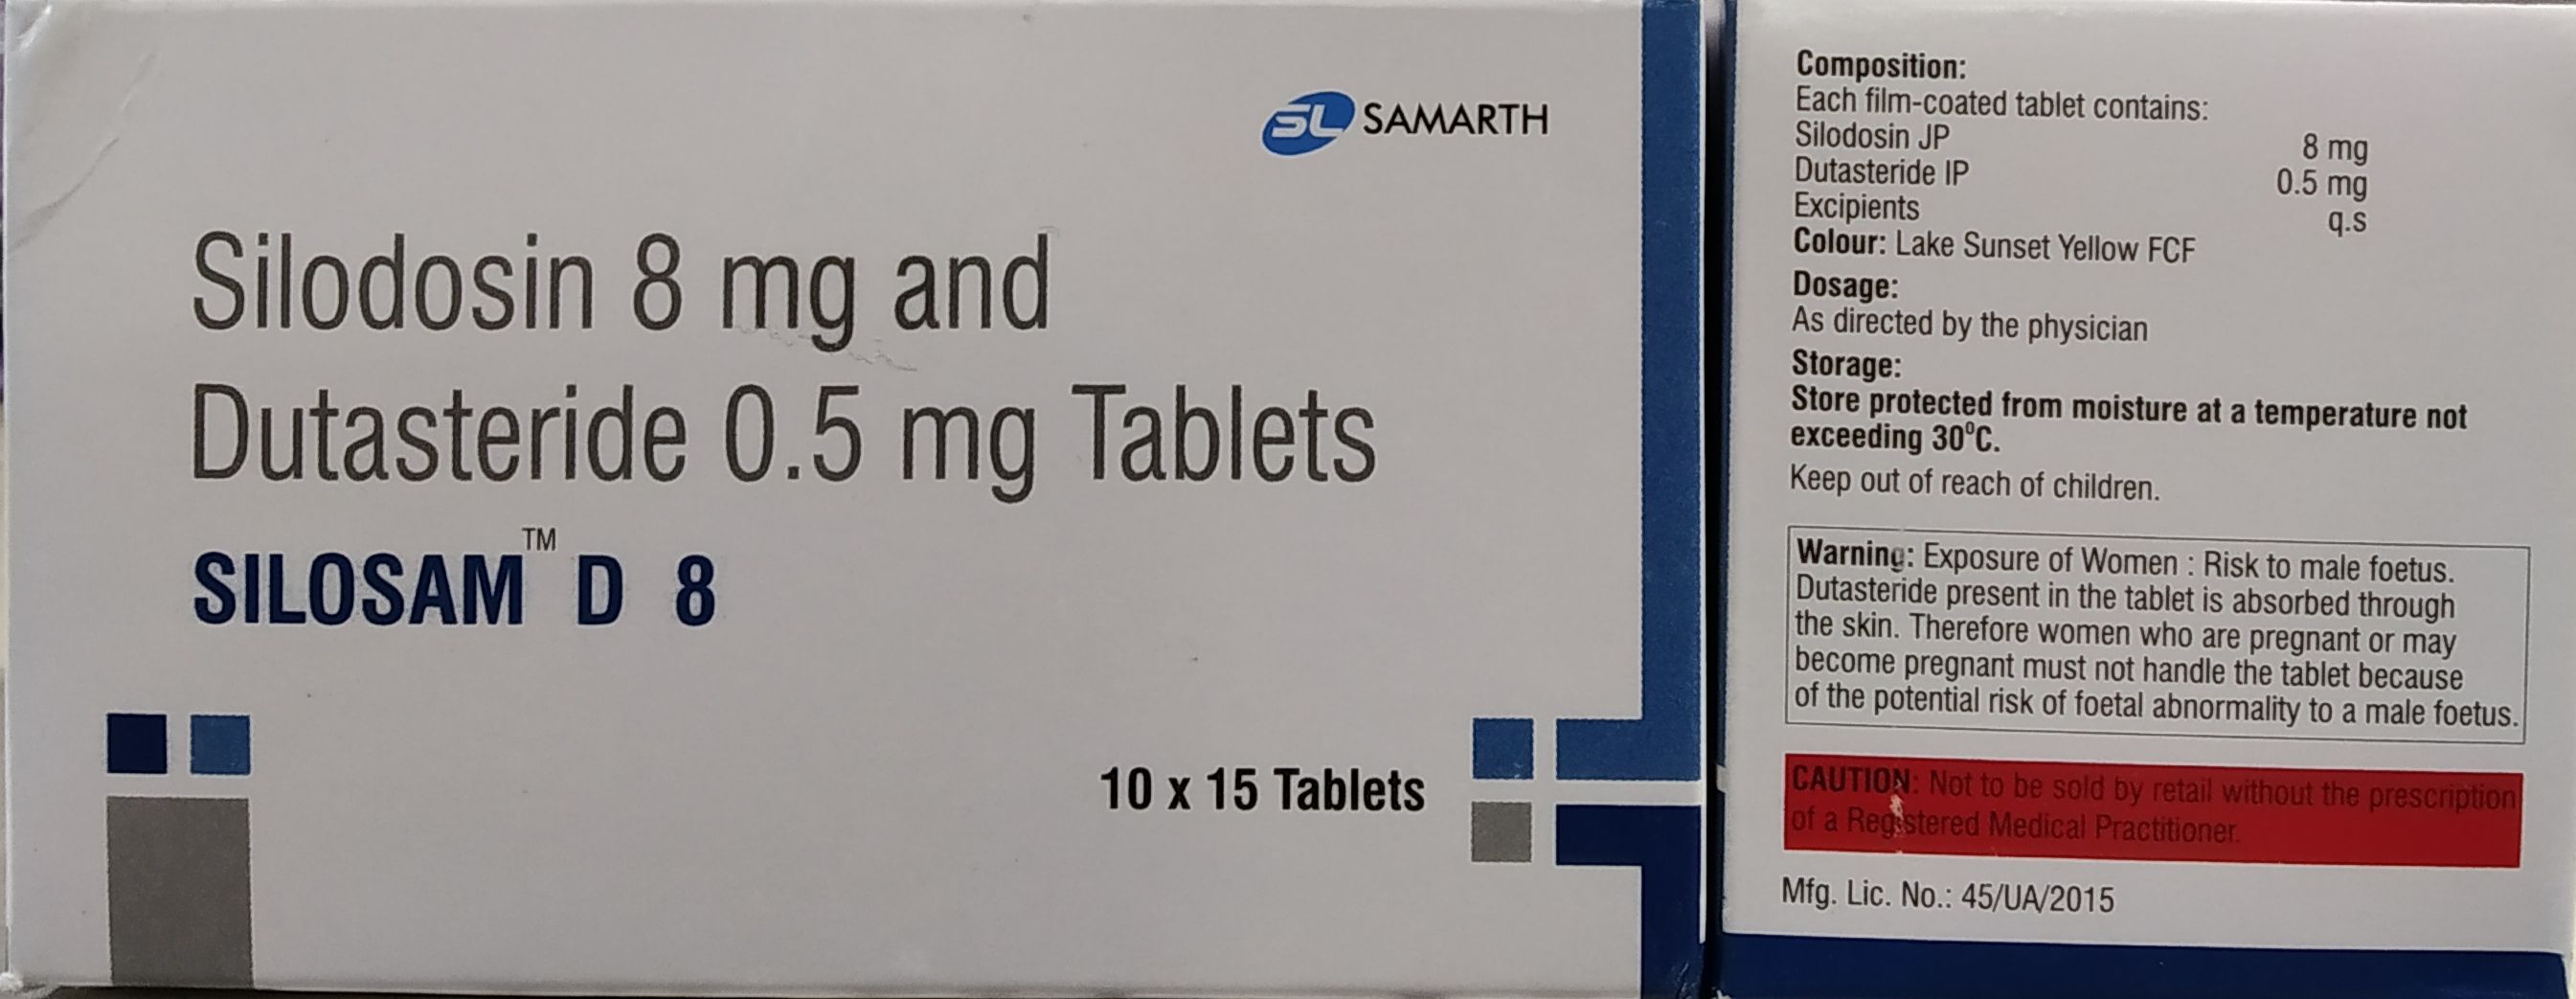 SL SAMARTH
Silodosin 8 mg and
Dutasteride 0.5 mg Tablets
SILOSAM™ D 8
10 x 15 Tablets
Composition:
Each film-coated tablet contains:
Silodosin JP 8 mg
Dutasteride IP 0.5 mg
Excipients q.s
Colour: Lake Sunset Yellow FCF
Dosage:
As directed by the physician
Storage:
Store protected from moisture at a temperature not
exceeding 30⁰C.
Keep out of reach of children.
Warning: Exposure of Women : Risk to male foetus.
Dutasteride present in the tablet is absorbed through
the skin. Therefore women who are pregnant or may
become pregnant must not handle the tablet because
of the potential risk of foetal abnormality to a male foetus.
CAUTION: Not to be sold by retail without the prescription
of a Registered Medical Practitioner.
Mfg. Lic. No.: 45/UA/2015